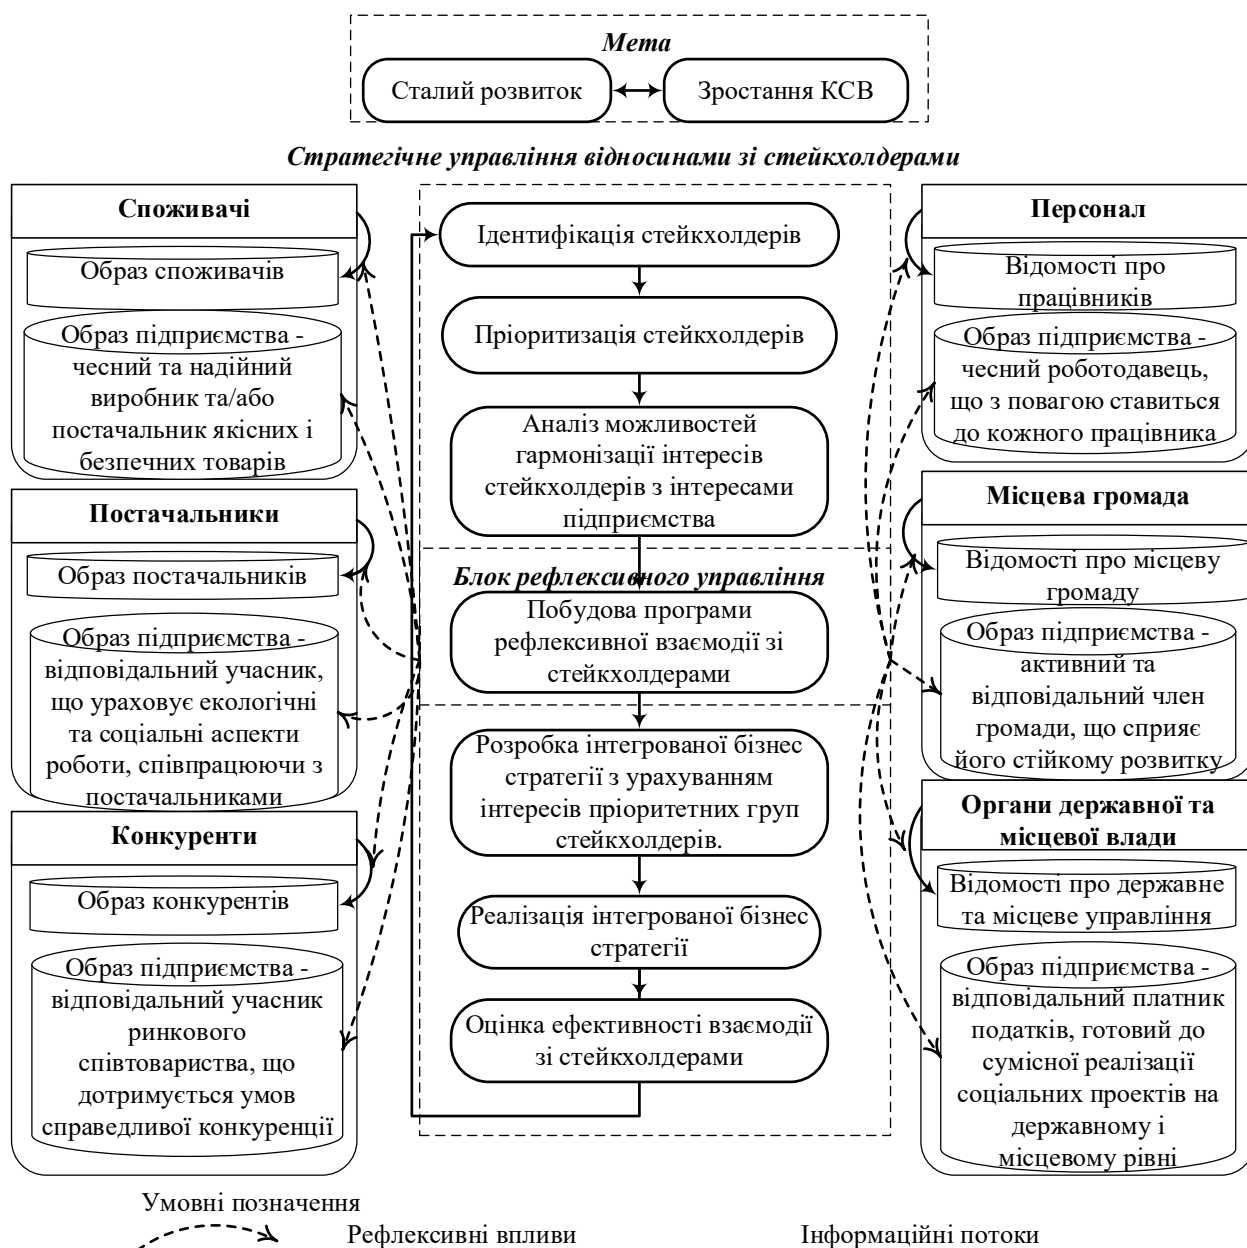 Мета
Сталий розвиток
Зростання КСВ
Стратегічне управління відносинами зі стейкхолдерами
Споживачі
Образ споживачів
Образ підприємства -
чесний та надійний
виробник та/або
постачальник якісних і
безпечних товарів
Постачальники
Образ постачальників
Образ підприємства -
відповідальний учасник,
що ураховує екологічні
та соціальні аспекти
роботи, співпрацюючи з
постачальниками
Конкуренти
Образ конкурентів
Образ підприємства -
відповідальний учасник
ринкового
співтовариства, що
дотримується умов
справедливої конкуренції
Ідентифікація стейкхолдерів
Пріоритизація стейкхолдерів
Аналіз можливостей
гармонізації інтересів
стейкхолдерів з інтересами
підприємства
Блок рефлексивного управління
Побудова програми
рефлексивної взаємодії зі
стейкхолдерами
Розробка інтегрованої бізнес
стратегії з урахуванням
інтересів пріоритетних груп
стейкхолдерів.
Реалізація інтегрованої бізнес
стратегії
Оцінка ефективності взаємодії
зі стейкхолдерами
Персонал
Відомості про
працівників
Образ підприємства -
чесний роботодавець,
що з повагою ставиться
до кожного працівника
Місцева громада
Відомості про місцеву
громаду
Образ підприємства -
активний та
відповідальний член
громади, що сприяє
його стійкому розвитку
Органи державної та
місцевої влади
Відомості про державне
та місцеве управління
Образ підприємства -
відповідальний платник
податків, готовий до
сумісної реалізації
соціальних проектів на
державному і
місцевому рівні
Умовні позначення
Рефлексивні впливи
Інформаційні потоки